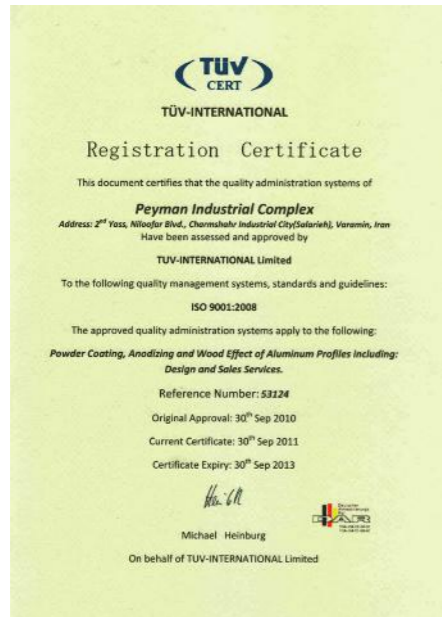 TÜV
CERT
TÜV-INTERNATIONAL
Registration Certificate
This document certifies that the quality administration systems of
Peyman Industrial Complex
Address: 2nd Yass, Niloofar Blvd., Charmshahr Industrial City(Salarieh), Varamin, Iran
Have been assessed and approved by
TUV-INTERNATIONAL Limited
To the following quality management systems, standards and guidelines:
ISO 9001:2008
The approved quality administration systems apply to the following:
Powder Coating, Anodizing and Wood Effect of Aluminum Profiles including:
Design and Sales Services.
Reference Number: 53124
Original Approval: 30th Sep 2010
Current Certificate: 30th Sep 2011
Certificate Expiry: 30th Sep 2013
DAR
Michael Heinburg
On behalf of TUV-INTERNATIONAL Limited